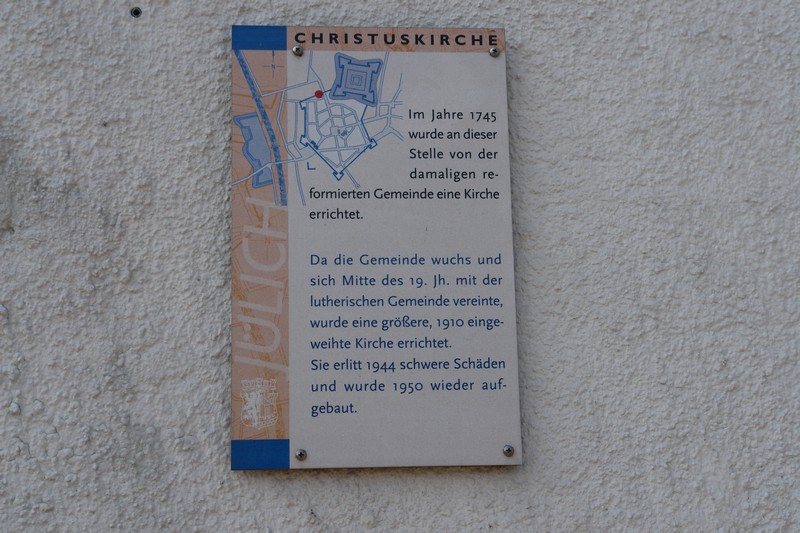 CHRISTUSKIRCHE
Im Jahre 1745
wurde an dieser
Stelle von der
damaligen re-
formierten Gemeinde eine Kirche
errichtet.
Da die Gemeinde wuchs und
sich Mitte des 19. Jh. mit der
lutherischen Gemeinde vereinte,
wurde eine größere, 1910 einge-
weihte Kirche errichtet.
Sie erlitt 1944 schwere Schäden
und wurde 1950 wieder auf-
gebaut.
JÜLICH